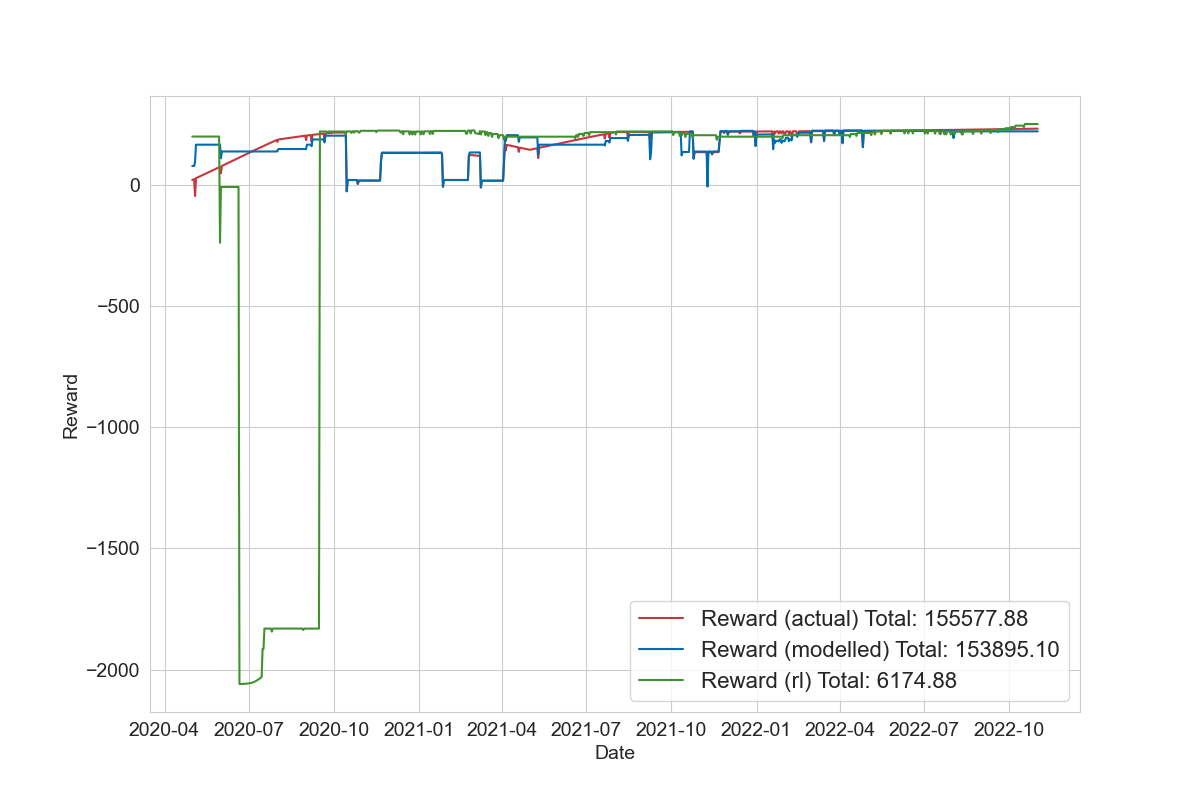 0
−500
−1000
−1500
−2000
Reward
Reward (actual) Total: 155577.88
Reward (modelled) Total: 153895.10
Reward (rl) Total: 6174.88
2020-04 2020-07 2020-10 2021-01 2021-04 2021-07 2021-10 2022-01 2022-04 2022-07 2022-10
Date